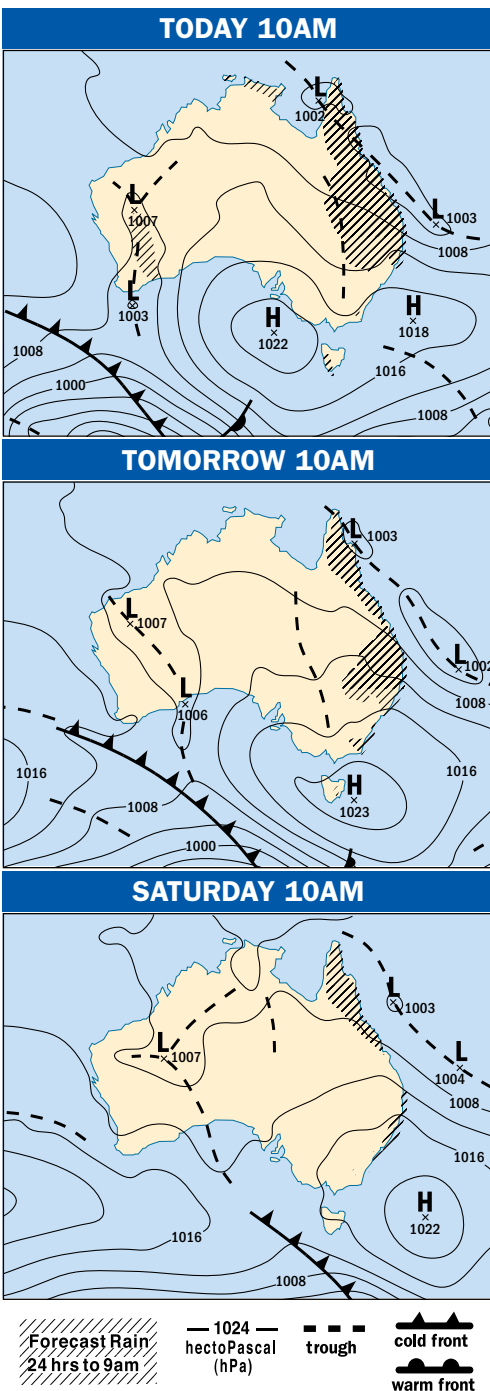 TODAY 10AM
L
1002
L
1007
L
1003
1008
L
1003
H
1022
H
1018
1016
1008
1000
1008
TOMORROW 10AM
L
1003
L
1007
L
1002
1008
L
1006
1016
1016
H
1023
1008
1000
SATURDAY 10AM
L
1003
L
1007
L
1004
1008
1016
H
1022
1016
1008
Forecast Rain
24 hrs to 9am
1024
hectoPascal
(hPa)
trough
cold front
warm front